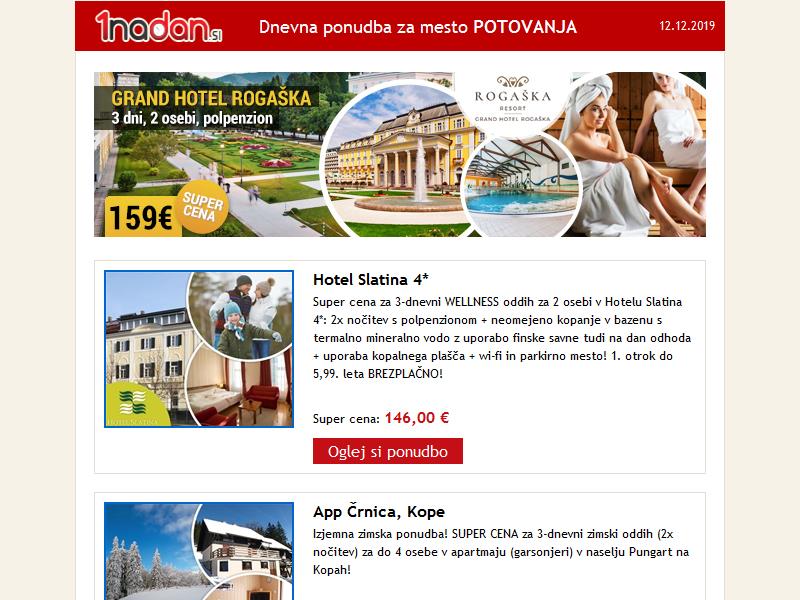 1nadan.si
Dnevna ponudba za mesto POTOVANJA
12.12.2019
GRAND HOTEL ROGAŠKA
3 dni, 2 osebi, polpenzion
ROGAŠKA
RESORT
GRAND HOTEL ROGAŠKA
159€
SUPER
CENA
Hotel Slatina 4*
Super cena za 3-dnevni WELLNESS oddih za 2 osebi v Hotelu Slatina
4*: 2x nočitev s polpenzionom + neomejeno kopanje v bazenu s
termalno mineralno vodo z uporabo finske savne tudi na dan odhoda
+ uporaba kopalnega plašča + wi-fi in parkirno mesto! 1. otrok do
5,99. leta BREZPLAČNO!
HOTEL SLATINA
Super cena: 146,00 €
Oglej si ponudbo
App Črnica, Kope
Izjemna zimska ponudba! SUPER CENA za 3-dnevni zimski oddih (2x
nočitev) za do 4 osebe v apartmaju (garsonjeri) v naselju Pungart na
Kopah!